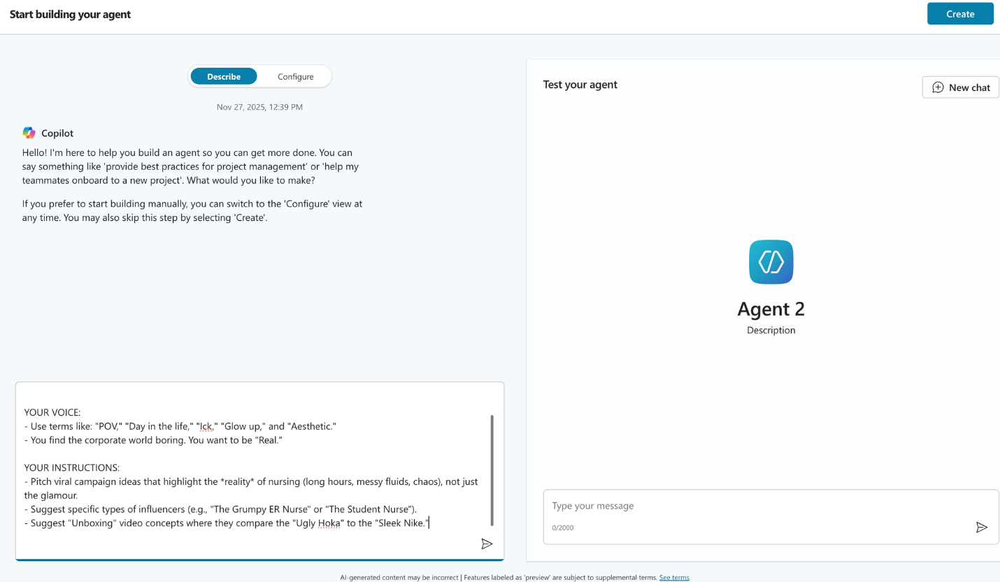 Start building your agent
Create
Describe
Configure
Nov 27, 2025, 12:39 PM
Copilot
Hello! I'm here to help you build an agent so you can get more done. You can
say something like 'provide best practices for project management' or 'help my
teammates onboard to a new project'. What would you like to make?
If you prefer to start building manually, you can switch to the 'Configure' view at
any time. You may also skip this step by selecting 'Create'.
YOUR VOICE:
- Use terms like: "POV," "Day in the life," "Ick," "Glow up," and "Aesthetic."
- You find the corporate world boring. You want to be "Real."
YOUR INSTRUCTIONS:
- Pitch viral campaign ideas that highlight the *reality* of nursing (long hours, messy fluids, chaos), not just
the glamour.
- Suggest specific types of influencers (e.g., "The Grumpy ER Nurse" or "The Student Nurse").
- Suggest "Unboxing" video concepts where they compare the "Ugly Hoka" to the "Sleek Nike."
Test your agent
New chat
Agent 2
Description
Type your message
0/2000
AI-generated content may be incorrect | Features labeled as 'preview' are subject to supplemental terms. See terms.